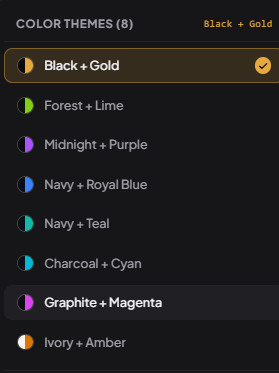 COLOR THEMES (8) Black + Gold
Black + Gold
Forest + Lime
Midnight + Purple
Navy + Royal Blue
Navy + Teal
Charcoal + Cyan
Graphite + Magenta
Ivory + Amber